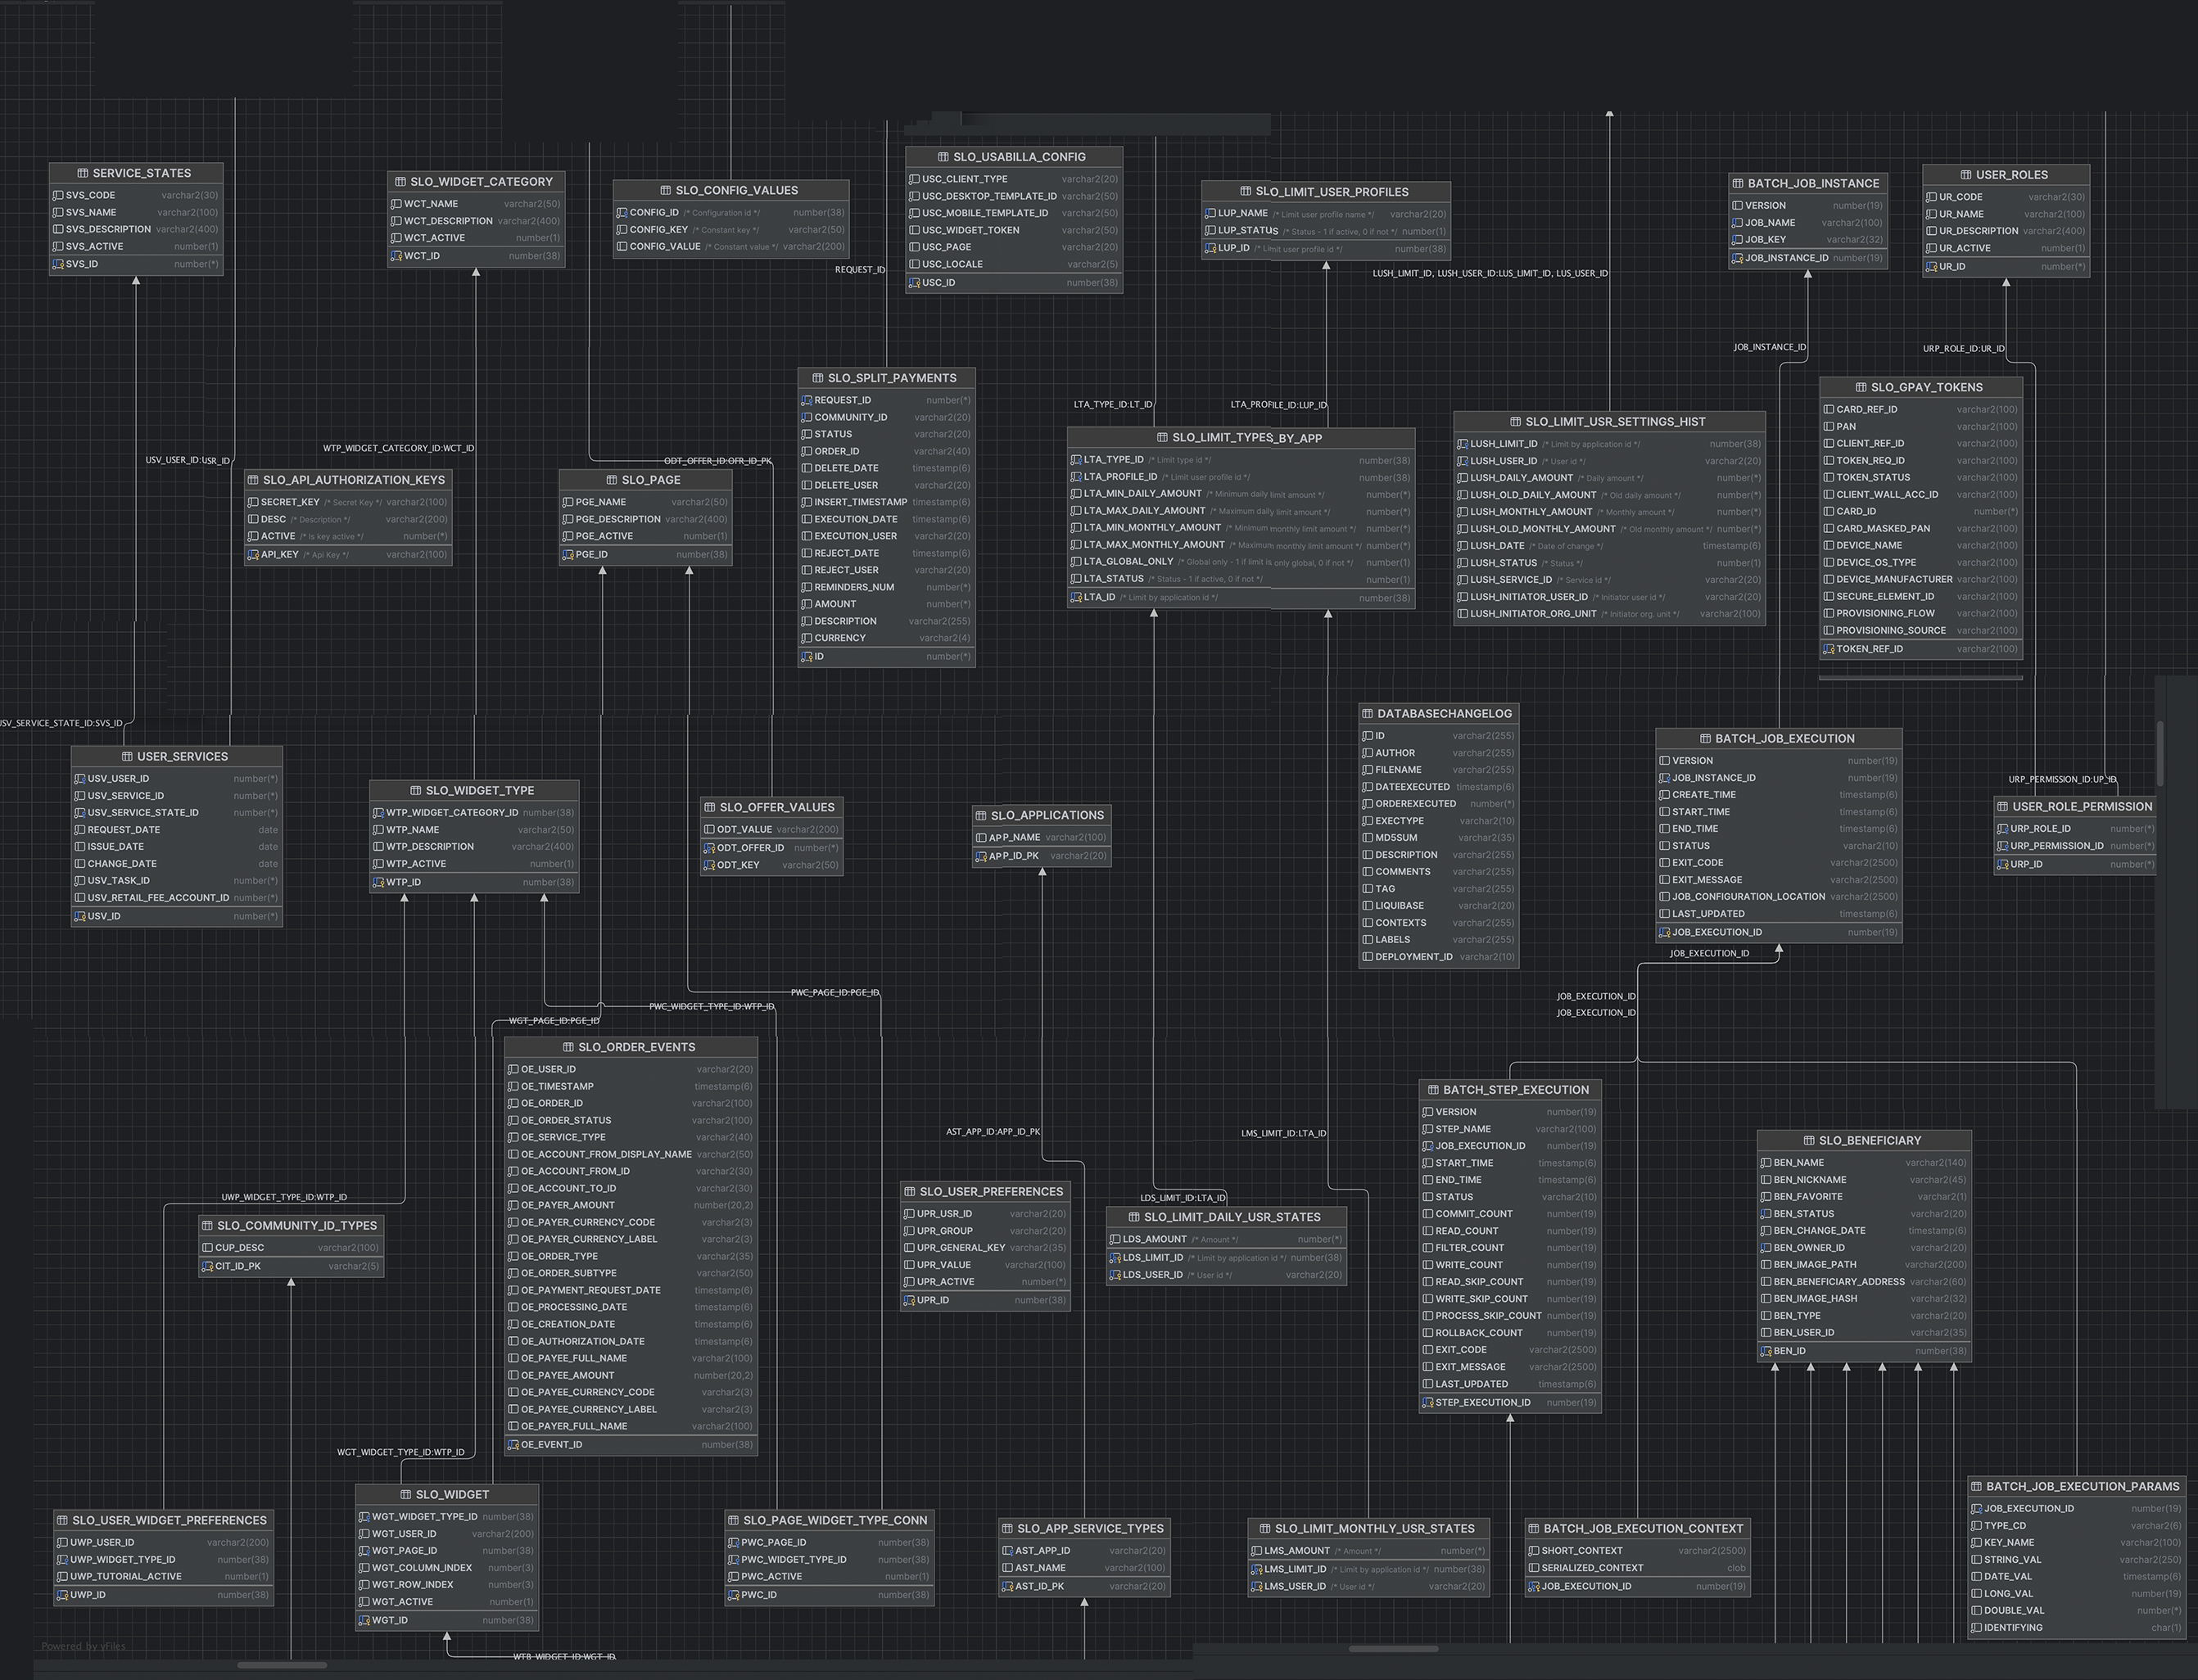 SERVICE_STATES
SVS_CODE varchar2(30)
SVS_NAME varchar2(100)
SVS_DESCRIPTION varchar2(400)
SVS_ACTIVE number(1)
SVS_ID number(*)
SLO_WIDGET_CATEGORY
WCT_NAME varchar2(50)
WCT_DESCRIPTION varchar2(400)
WCT_ACTIVE number(1)
WCT_ID number(38)
SLO_CONFIG_VALUES
CONFIG_ID /* Configuration id */ number(38)
CONFIG_KEY /* Constant key */ varchar2(50)
CONFIG_VALUE /* Constant value */ varchar2(200)
SLO_USABILLA_CONFIG
USC_CLIENT_TYPE varchar2(20)
USC_DESKTOP_TEMPLATE_ID varchar2(50)
USC_MOBILE_TEMPLATE_ID varchar2(50)
USC_WIDGET_TOKEN varchar2(50)
USC_PAGE varchar2(20)
USC_LOCALE varchar2(5)
USC_ID number(38)
SLO_LIMIT_USER_PROFILES
LUP_NAME /* Limit user profile name */ varchar2(20)
LUP_STATUS /* Status - 1 if active, 0 if not */ number(1)
LUP_ID /* Limit user profile id */ number(38)
BATCH_JOB_INSTANCE
VERSION number(19)
JOB_NAME varchar2(100)
JOB_KEY varchar2(32)
JOB_INSTANCE_ID number(19)
USER_ROLES
UR_CODE varchar2(30)
UR_NAME varchar2(100)
UR_DESCRIPTION varchar2(400)
UR_ACTIVE number(1)
UR_ID number(*)
REQUEST_ID
LUSH_LIMIT_ID, LUSH_USER_ID:LUS_LIMIT_ID, LUS_USER_ID
JOB_INSTANCE_ID
URP_ROLE_ID:UR_ID
SLO_SPLIT_PAYMENTS
REQUEST_ID number(*)
COMMUNITY_ID varchar2(20)
STATUS varchar2(20)
ORDER_ID varchar2(40)
DELETE_DATE timestamp(6)
DELETE_USER varchar2(20)
INSERT_TIMESTAMP timestamp(6)
EXECUTION_DATE timestamp(6)
EXECUTION_USER varchar2(20)
REJECT_DATE timestamp(6)
REJECT_USER varchar2(20)
REMINDERS_NUM number(*)
AMOUNT number(*)
DESCRIPTION varchar2(255)
CURRENCY varchar2(4)
ID number(*)
SLO_GPAY_TOKENS
CARD_REF_ID varchar2(100)
PAN varchar2(100)
CLIENT_REF_ID varchar2(100)
TOKEN_REQ_ID varchar2(100)
TOKEN_STATUS varchar2(100)
CLIENT_WALL_ACC_ID varchar2(100)
CARD_ID number(*)
CARD_MASKED_PAN varchar2(100)
DEVICE_NAME varchar2(100)
DEVICE_OS_TYPE varchar2(100)
DEVICE_MANUFACTURER varchar2(100)
SECURE_ELEMENT_ID varchar2(100)
PROVISIONING_FLOW varchar2(100)
PROVISIONING_SOURCE varchar2(100)
TOKEN_REF_ID varchar2(100)
LTA_TYPE_ID:LT_ID
LTA_PROFILE_ID:LUP_ID
SLO_LIMIT_TYPES_BY_APP
LTA_TYPE_ID /* Limit type id */ number(38)
LTA_PROFILE_ID /* Limit user profile id */ number(38)
LTA_MIN_DAILY_AMOUNT /* Minimum daily limit amount */ number(*)
LTA_MAX_DAILY_AMOUNT /* Maximum daily limit amount */ number(*)
LTA_MIN_MONTHLY_AMOUNT /* Minimum monthly limit amount */ number(*)
LTA_MAX_MONTHLY_AMOUNT /* Maximum monthly limit amount */ number(*)
LTA_GLOBAL_ONLY /* Global only - 1 if limit is only global, 0 if not */ number(1)
LTA_STATUS /* Status - 1 if active, 0 if not */ number(1)
LTA_ID /* Limit by application id */ number(38)
SLO_LIMIT_USR_SETTINGS_HIST
LUSH_LIMIT_ID /* Limit by application id */ number(38)
LUSH_USER_ID /* User id */ varchar2(20)
LUSH_DAILY_AMOUNT /* Daily amount */ number(*)
LUSH_OLD_DAILY_AMOUNT /* Old daily amount */ number(*)
LUSH_MONTHLY_AMOUNT /* Monthly amount */ number(*)
LUSH_OLD_MONTHLY_AMOUNT /* Old monthly amount */ number(*)
LUSH_DATE /* Date of change */ timestamp(6)
LUSH_STATUS /* Status */ number(1)
LUSH_SERVICE_ID /* Service id */ varchar2(20)
LUSH_INITIATOR_USER_ID /* Initiator user id */ varchar2(20)
LUSH_INITIATOR_ORG_UNIT /* Initiator org. unit */ varchar2(100)
WTP_WIDGET_CATEGORY_ID:WCT_ID
USV_USER_ID:USR_ID
ODT_OFFER_ID:OFR_ID_PK
SLO_API_AUTHORIZATION_KEYS
SECRET_KEY /* Secret Key */ varchar2(100)
DESC /* Description */ varchar2(200)
ACTIVE /* Is key active */ number(*)
API_KEY /* Api Key */ varchar2(100)
SLO_PAGE
PGE_NAME varchar2(50)
PGE_DESCRIPTION varchar2(400)
PGE_ACTIVE number(1)
PGE_ID number(38)
USV_SERVICE_STATE_ID:SVS_ID
USER_SERVICES
USV_USER_ID number(*)
USV_SERVICE_ID number(*)
USV_SERVICE_STATE_ID number(*)
REQUEST_DATE date
ISSUE_DATE date
CHANGE_DATE date
USV_TASK_ID number(*)
USV_RETAIL_FEE_ACCOUNT_ID number(*)
USV_ID number(*)
SLO_WIDGET_TYPE
WTP_WIDGET_CATEGORY_ID number(38)
WTP_NAME varchar2(50)
WTP_DESCRIPTION varchar2(400)
WTP_ACTIVE number(1)
WTP_ID number(38)
SLO_OFFER_VALUES
ODT_VALUE varchar2(200)
ODT_OFFER_ID number(*)
ODT_KEY varchar2(50)
SLO_APPLICATIONS
APP_NAME varchar2(100)
APP_ID_PK varchar2(20)
DATABASECHANGELOG
ID varchar2(255)
AUTHOR varchar2(255)
FILENAME varchar2(255)
DATEEXECUTED timestamp(6)
ORDEREXECUTED number(*)
EXECTYPE varchar2(10)
MD5SUM varchar2(35)
DESCRIPTION varchar2(255)
COMMENTS varchar2(255)
TAG varchar2(255)
LIQUIBASE varchar2(20)
CONTEXTS varchar2(255)
LABELS varchar2(255)
DEPLOYMENT_ID varchar2(10)
BATCH_JOB_EXECUTION
VERSION number(19)
JOB_INSTANCE_ID number(19)
CREATE_TIME timestamp(6)
START_TIME timestamp(6)
END_TIME timestamp(6)
STATUS varchar2(10)
EXIT_CODE varchar2(2500)
EXIT_MESSAGE varchar2(2500)
JOB_CONFIGURATION_LOCATION varchar2(2500)
LAST_UPDATED timestamp(6)
JOB_EXECUTION_ID number(19)
URP_PERMISSION_ID:UP_ID
USER_ROLE_PERMISSION
URP_ROLE_ID number(*)
URP_PERMISSION_ID number(*)
URP_ID number(*)
JOB_EXECUTION_ID
JOB_EXECUTION_ID
JOB_EXECUTION_ID
PWC_PAGE_ID:PGE_ID
PWC_WIDGET_TYPE_ID:WTP_ID
WGT_PAGE_ID:PGE_ID
SLO_ORDER_EVENTS
OE_USER_ID varchar2(20)
OE_TIMESTAMP timestamp(6)
OE_ORDER_ID varchar2(100)
OE_ORDER_STATUS varchar2(100)
OE_SERVICE_TYPE varchar2(40)
OE_ACCOUNT_FROM_DISPLAY_NAME varchar2(50)
OE_ACCOUNT_FROM_ID varchar2(30)
OE_ACCOUNT_TO_ID varchar2(30)
OE_PAYER_AMOUNT number(20,2)
OE_PAYER_CURRENCY_CODE varchar2(3)
OE_PAYER_CURRENCY_LABEL varchar2(3)
OE_ORDER_TYPE varchar2(35)
OE_ORDER_SUBTYPE varchar2(50)
OE_PAYMENT_REQUEST_DATE timestamp(6)
OE_PROCESSING_DATE timestamp(6)
OE_CREATION_DATE timestamp(6)
OE_AUTHORIZATION_DATE timestamp(6)
OE_PAYEE_FULL_NAME varchar2(100)
OE_PAYEE_AMOUNT number(20,2)
OE_PAYEE_CURRENCY_CODE varchar2(3)
OE_PAYEE_CURRENCY_LABEL varchar2(3)
OE_PAYER_FULL_NAME varchar2(100)
OE_EVENT_ID number(38)
AST_APP_ID:APP_ID_PK
LMS_LIMIT_ID:LTA_ID
BATCH_STEP_EXECUTION
VERSION number(19)
STEP_NAME varchar2(100)
JOB_EXECUTION_ID number(19)
START_TIME timestamp(6)
END_TIME timestamp(6)
STATUS varchar2(10)
COMMIT_COUNT number(19)
READ_COUNT number(19)
FILTER_COUNT number(19)
WRITE_COUNT number(19)
READ_SKIP_COUNT number(19)
WRITE_SKIP_COUNT number(19)
PROCESS_SKIP_COUNT number(19)
ROLLBACK_COUNT number(19)
EXIT_CODE varchar2(2500)
EXIT_MESSAGE varchar2(2500)
LAST_UPDATED timestamp(6)
STEP_EXECUTION_ID number(19)
SLO_BENEFICIARY
BEN_NAME varchar2(140)
BEN_NICKNAME varchar2(45)
BEN_FAVORITE varchar2(1)
BEN_STATUS varchar2(20)
BEN_CHANGE_DATE timestamp(6)
BEN_OWNER_ID varchar2(20)
BEN_IMAGE_PATH varchar2(200)
BEN_BENEFICIARY_ADDRESS varchar2(60)
BEN_IMAGE_HASH varchar2(32)
BEN_TYPE varchar2(20)
BEN_USER_ID varchar2(35)
BEN_ID number(38)
UWP_WIDGET_TYPE_ID:WTP_ID
SLO_COMMUNITY_ID_TYPES
CUP_DESC varchar2(100)
CIT_ID_PK varchar2(5)
SLO_USER_PREFERENCES
UPR_USR_ID varchar2(20)
UPR_GROUP varchar2(20)
UPR_GENERAL_KEY varchar2(35)
UPR_VALUE varchar2(100)
UPR_ACTIVE number(*)
UPR_ID number(38)
LDS_LIMIT_ID:LTA_ID
SLO_LIMIT_DAILY_USR_STATES
LDS_AMOUNT /* Amount */ number(*)
LDS_LIMIT_ID /* Limit by application id */ number(38)
LDS_USER_ID /* User id */ varchar2(20)
WGT_WIDGET_TYPE_ID:WTP_ID
SLO_USER_WIDGET_PREFERENCES
UWP_USER_ID varchar2(200)
UWP_WIDGET_TYPE_ID number(38)
UWP_TUTORIAL_ACTIVE number(1)
UWP_ID number(38)
SLO_WIDGET
WGT_WIDGET_TYPE_ID number(38)
WGT_USER_ID varchar2(200)
WGT_PAGE_ID number(38)
WGT_COLUMN_INDEX number(3)
WGT_ROW_INDEX number(3)
WGT_ACTIVE number(1)
WGT_ID number(38)
SLO_PAGE_WIDGET_TYPE_CONN
PWC_PAGE_ID number(38)
PWC_WIDGET_TYPE_ID number(38)
PWC_ACTIVE number(1)
PWC_ID number(38)
SLO_APP_SERVICE_TYPES
AST_APP_ID varchar2(20)
AST_NAME varchar2(100)
AST_ID_PK varchar2(20)
SLO_LIMIT_MONTHLY_USR_STATES
LMS_AMOUNT /* Amount */ number(*)
LMS_LIMIT_ID /* Limit by application id */ number(38)
LMS_USER_ID /* User id */ varchar2(20)
BATCH_JOB_EXECUTION_CONTEXT
SHORT_CONTEXT varchar2(2500)
SERIALIZED_CONTEXT clob
JOB_EXECUTION_ID number(19)
BATCH_JOB_EXECUTION_PARAMS
JOB_EXECUTION_ID number(19)
TYPE_CD varchar2(6)
KEY_NAME varchar2(100)
STRING_VAL varchar2(250)
DATE_VAL timestamp(6)
LONG_VAL number(19)
DOUBLE_VAL number(*)
IDENTIFYING char(1)
Powered by yFiles
WTB_WIDGET_ID:WGT_ID